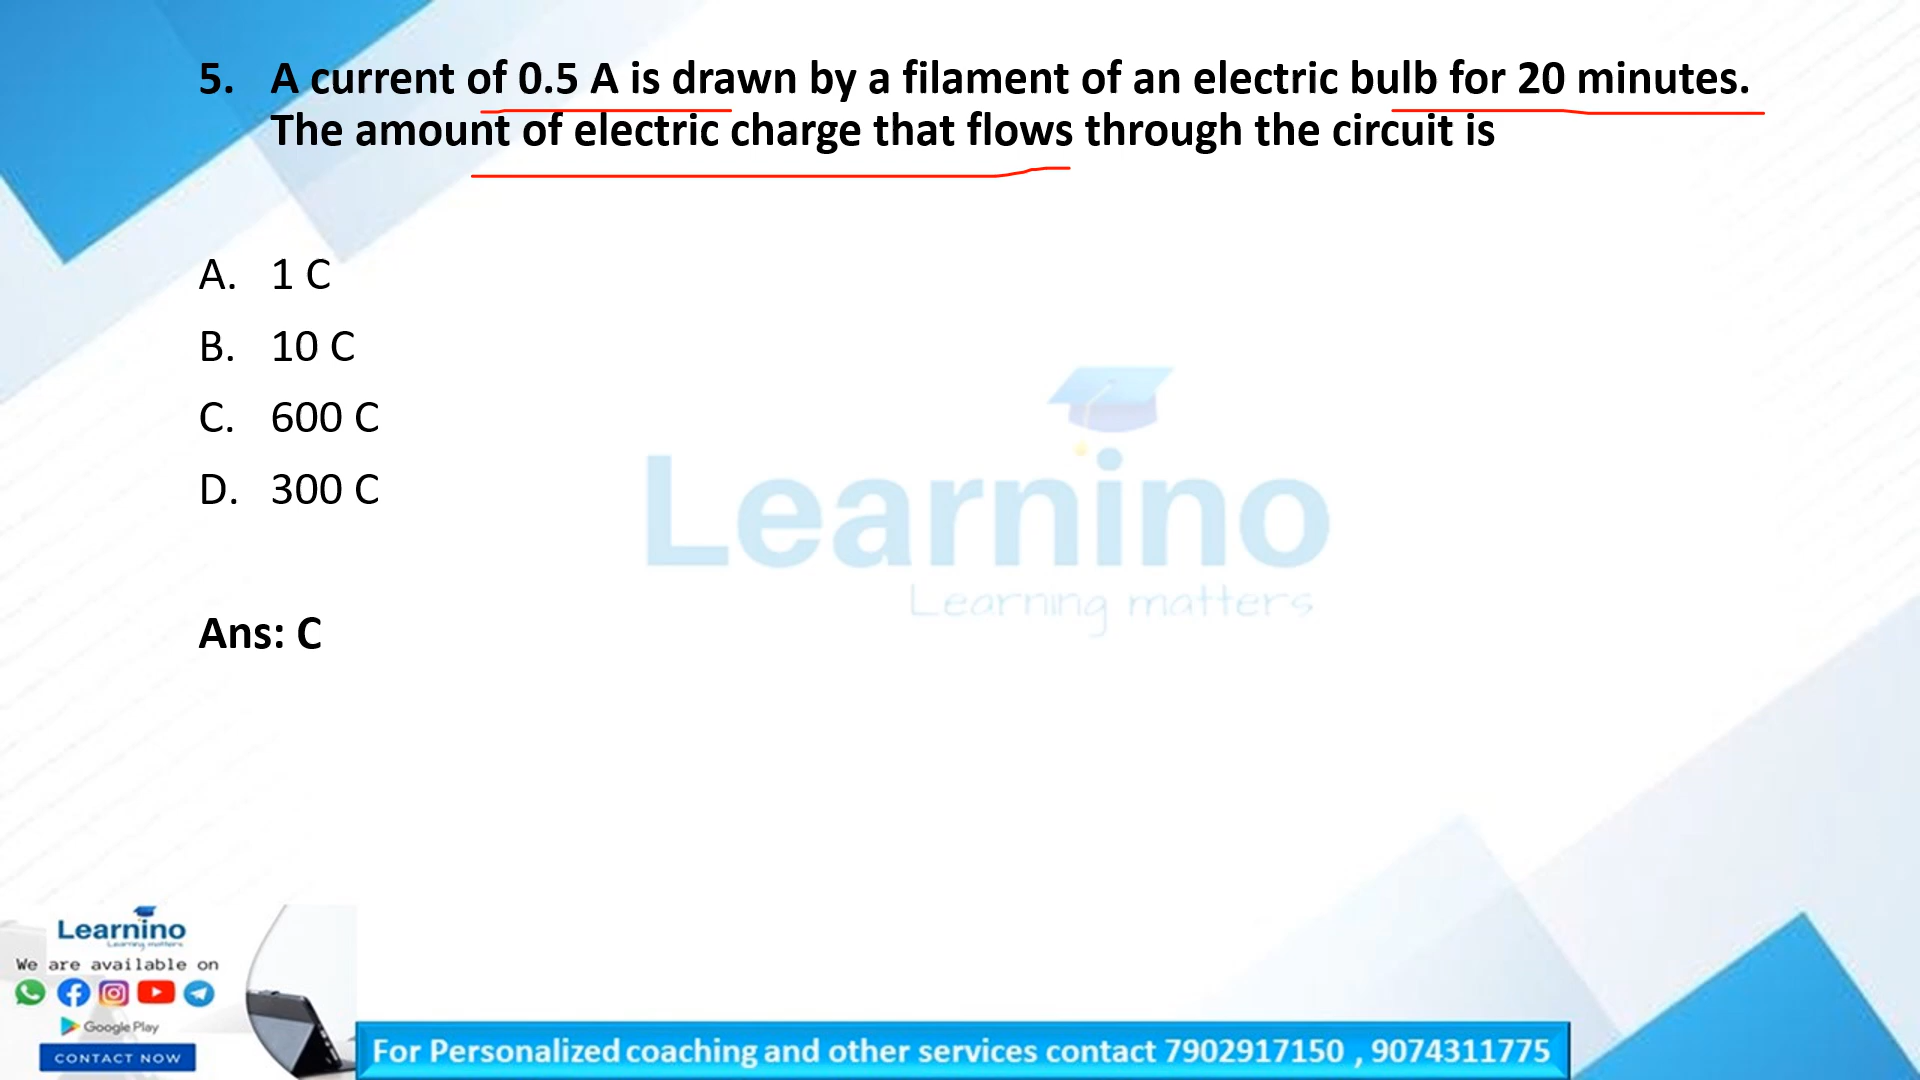 5. A current of 0.5 A is drawn by a filament of an electric bulb for 20 minutes.
The amount of electric charge that flows through the circuit is
A. 1 C
B. 10 C
C. 600 C
D. 300 C
Learnino
Learning matters
Ans: C
Learnino
Learning matters
We are available on
Google Play
CONTACT NOW
For Personalized coaching and other services contact 7902917150 , 9074311775